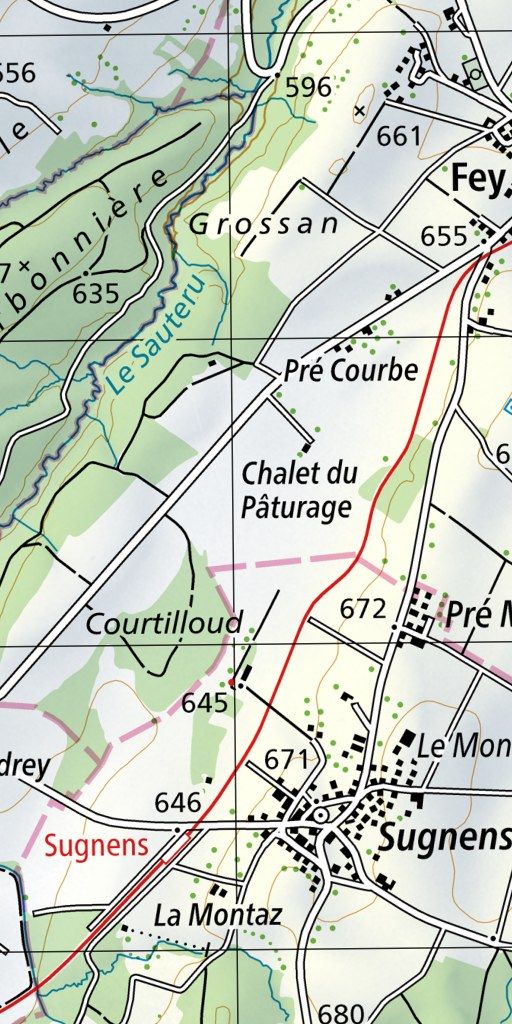 556
596
661
Fey
Grossan
655
635
Le Sauteru
Pré Courbe
Chalet du
Pâturage
Courtilloud
672
Pré
645
671
Le Mon
drey
646
Sugnens
Sugnens
La Montaz
680